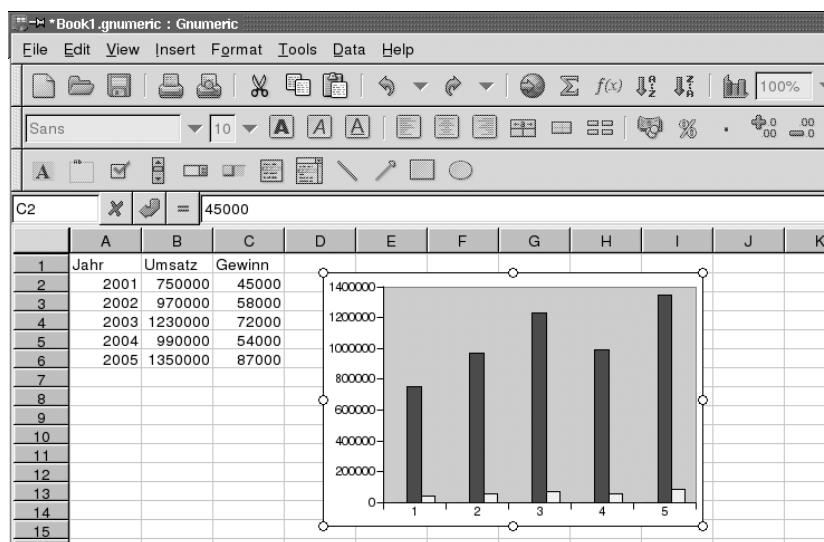 *Book1.gnumeric : Gnumeric
File Edit View Insert Format Tools Data Help
f(x) 100%
Sans 10 A A A % .00 .00
C2 = 45000
A B C D E F G H I J K
1 Jahr Umsatz Gewinn
2 2001 750000 45000
3 2002 970000 58000
4 2003 1230000 72000
5 2004 990000 54000
6 2005 1350000 87000
7
8
9
10
11
12
13
14
15
1400000
1200000
1000000
800000
600000
400000
200000
0
1 2 3 4 5